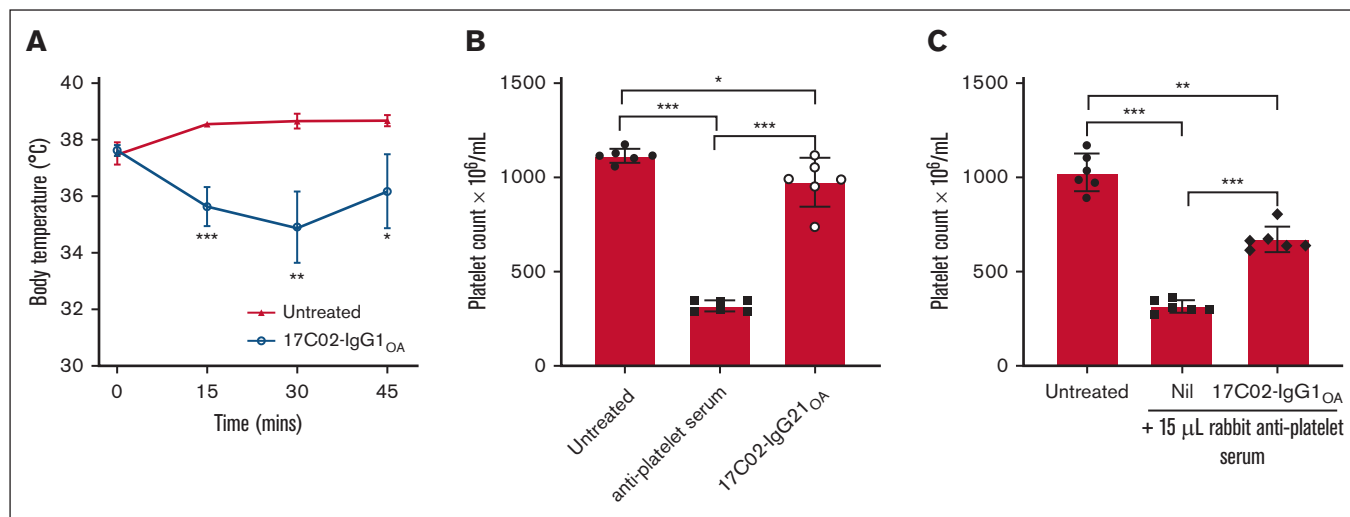 A
Body temperature (°C)
40
38
36
34
32
30
***
**
*
Untreated
17C02-IgG1OA
0
15
30
45
Time (mins)
B
Platelet count × 10⁶/mL
1500
1000
500
0
*
***
***
Untreated
anti-platelet serum
17C02-IgG21OA
C
Platelet count × 10⁶/mL
1500
1000
500
0
**
***
***
Untreated
Nil
17C02-IgG1OA
+ 15 μL rabbit anti-platelet
serum